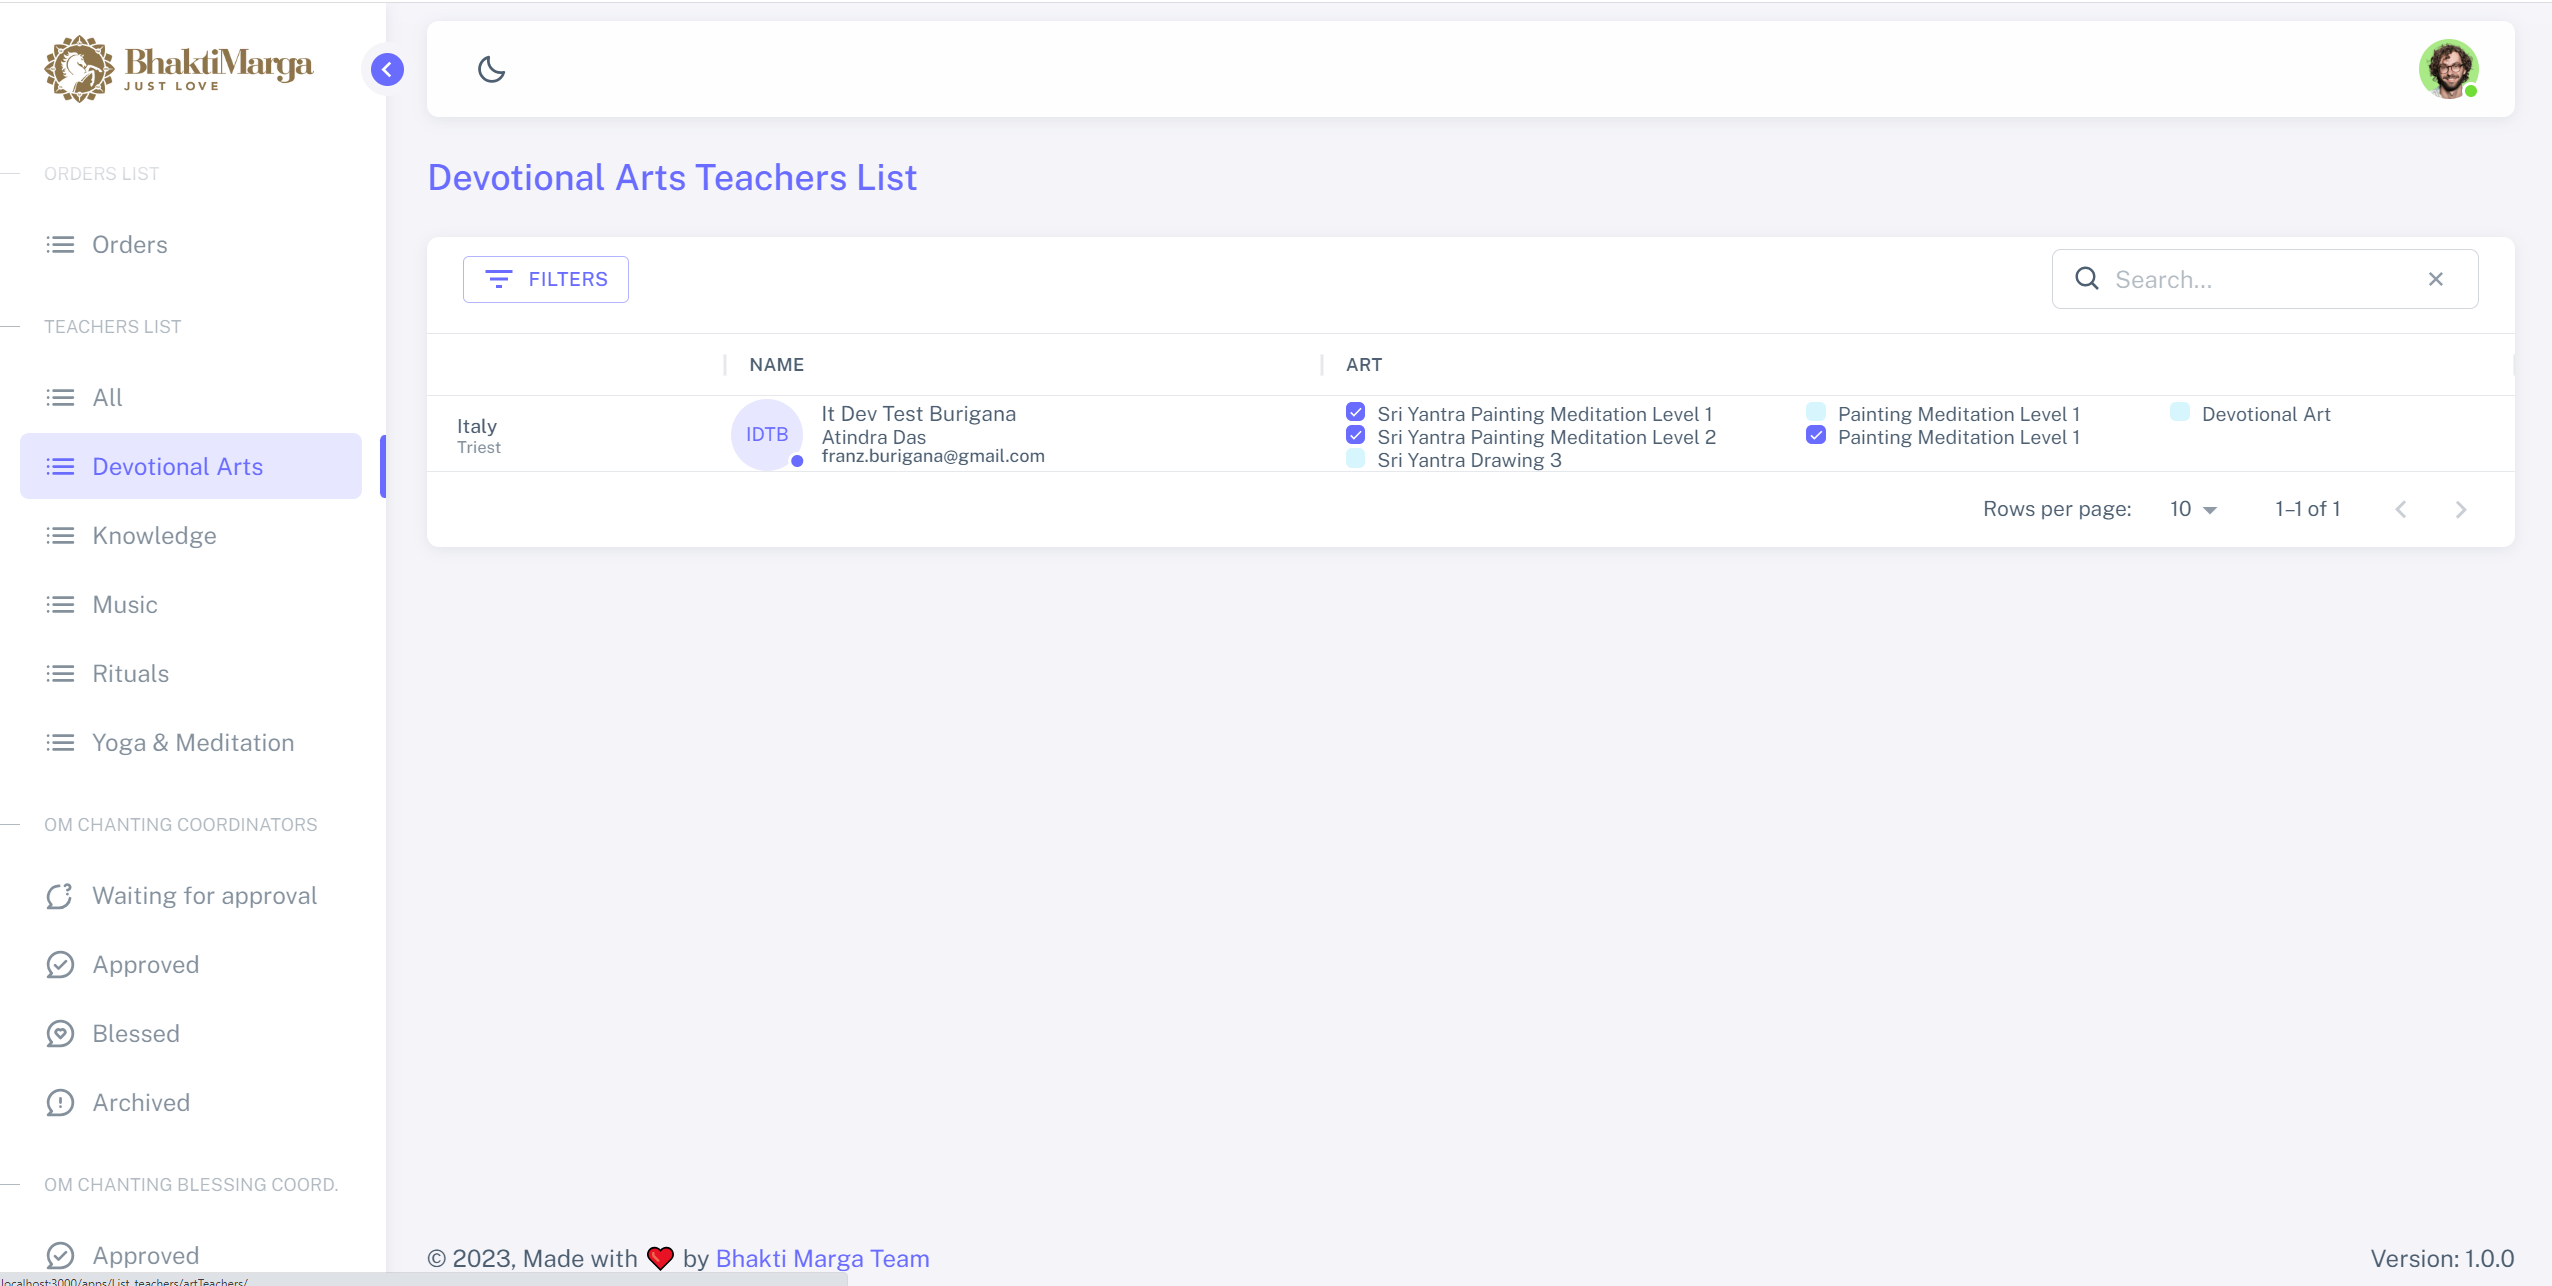 BhaktiMarga
JUST LOVE
ORDERS LIST
Orders
TEACHERS LIST
All
Devotional Arts
Knowledge
Music
Rituals
Yoga & Meditation
OM CHANTING COORDINATORS
Waiting for approval
Approved
Blessed
Archived
OM CHANTING BLESSING COORD.
Approved
localhost:3000/apps/List_teachers/artTeachers/
Devotional Arts Teachers List
FILTERS
Search...
NAME
ART
Italy
Triest
IDTB
It Dev Test Burigana
Atindra Das
franz.burigana@gmail.com
Sri Yantra Painting Meditation Level 1
Sri Yantra Painting Meditation Level 2
Sri Yantra Drawing 3
Painting Meditation Level 1
Painting Meditation Level 1
Devotional Art
Rows per page: 10 1–1 of 1
© 2023, Made with ❤️ by Bhakti Marga Team
Version: 1.0.0